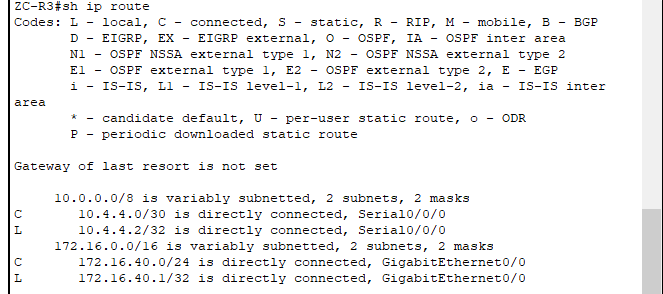 ZC-R3#sh ip route
Codes: L - local, C - connected, S - static, R - RIP, M - mobile, B - BGP
D - EIGRP, EX - EIGRP external, O - OSPF, IA - OSPF inter area
N1 - OSPF NSSA external type 1, N2 - OSPF NSSA external type 2
E1 - OSPF external type 1, E2 - OSPF external type 2, E - EGP
i - IS-IS, L1 - IS-IS level-1, L2 - IS-IS level-2, ia - IS-IS inter
area
* - candidate default, U - per-user static route, o - ODR
P - periodic downloaded static route
Gateway of last resort is not set
10.0.0.0/8 is variably subnetted, 2 subnets, 2 masks
C 10.4.4.0/30 is directly connected, Serial0/0/0
L 10.4.4.2/32 is directly connected, Serial0/0/0
172.16.0.0/16 is variably subnetted, 2 subnets, 2 masks
C 172.16.40.0/24 is directly connected, GigabitEthernet0/0
L 172.16.40.1/32 is directly connected, GigabitEthernet0/0